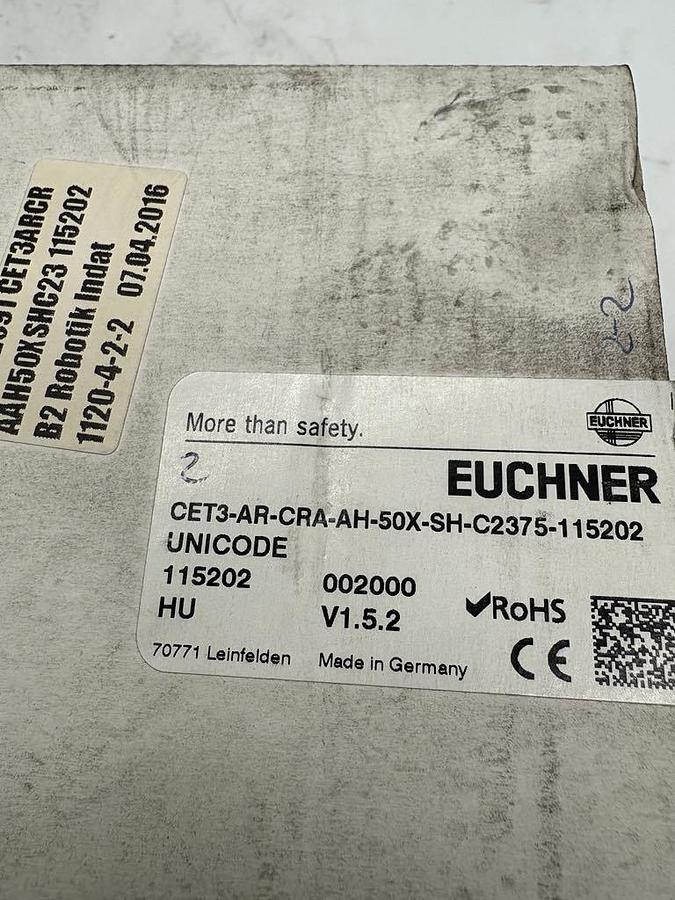 CET3ARCR
AAH50XSHC23 115202
B2 Robotik Indat
1120-4-2-2 07.04.2016
2-2
More than safety.
EUCHNER
2
EUCHNER
CET3-AR-CRA-AH-50X-SH-C2375-115202
UNICODE
115202 002000
HU V1.5.2 RoHS
70771 Leinfelden Made in Germany CE